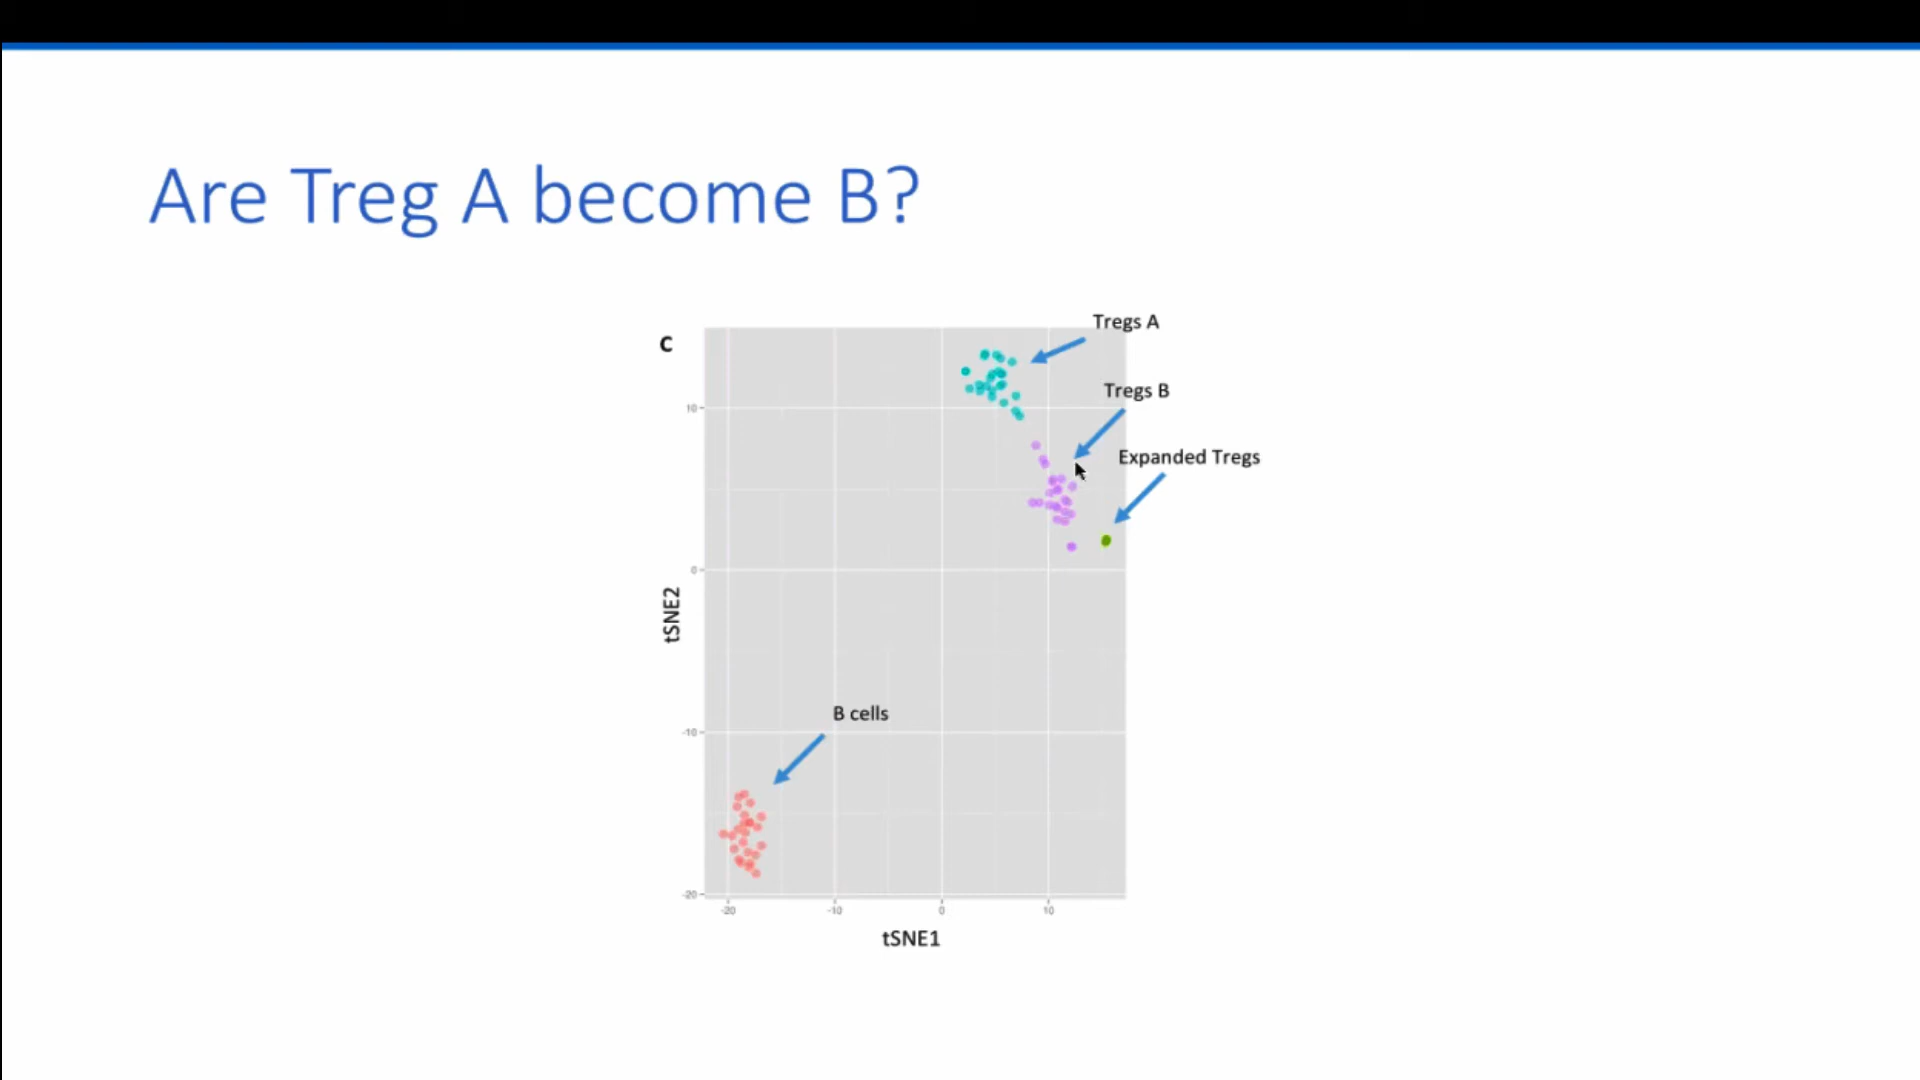 Are Treg A become B?
C
Tregs A
Tregs B
Expanded Tregs
B cells
10
0
-10
-20
tSNE2
-20
-10
0
10
tSNE1